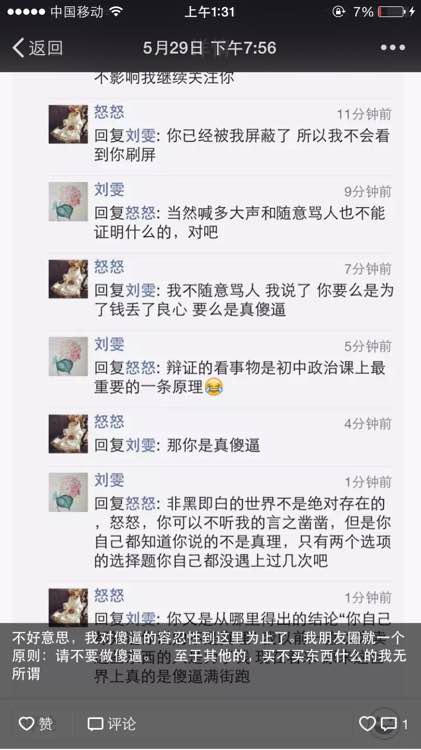 中国移动 上午1:31 7%
返回 5月29日 下午7:56
不影响我继续关注你
怒怒 11分钟前
回复刘雯: 你已经被我屏蔽了 所以我不会看
到你刷屏
刘雯 9分钟前
回复怒怒: 当然喊多大声和随意骂人也不能
证明什么的，对吧
怒怒 7分钟前
回复刘雯: 我不随意骂人 我说了 你要么是为
了钱丢了良心 要么是真傻逼
刘雯 5分钟前
回复怒怒: 辩证的看事物是初中政治课上最
重要的一条原理😂
怒怒 4分钟前
回复刘雯: 那你是真傻逼
刘雯 1分钟前
回复怒怒: 非黑即白的世界不是绝对存在的
，怒怒，你可以不听我的言之凿凿，但是你
自己都知道你说的不是真理，只有两个选项
的选择题你自己都没遇上过几次吧
怒怒 1分钟前
回复刘雯: 你又是从哪里得出的结论“你自己
不好意思，我对傻逼的容忍性到这里为止了。我朋友圈就一个
原则：请不要做傻逼。 至于其他的，买不买东西什么的我无
所谓
界上真的是傻逼满街跑
赞 评论 1